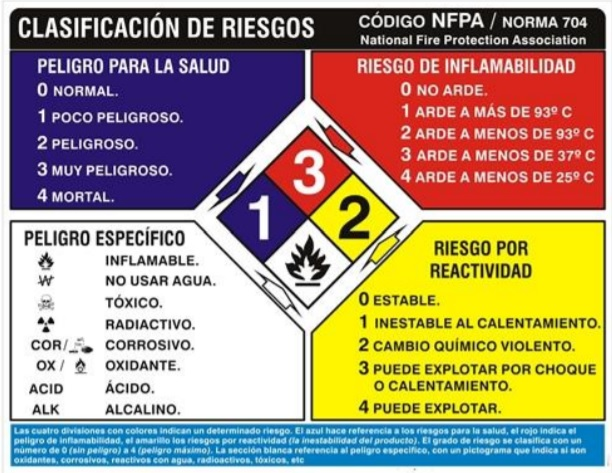 CLASIFICACIÓN DE RIESGOS
CÓDIGO NFPA / NORMA 704
National Fire Protection Association
PELIGRO PARA LA SALUD
0 NORMAL.
1 POCO PELIGROSO.
2 PELIGROSO.
3 MUY PELIGROSO.
4 MORTAL.
RIESGO DE INFLAMABILIDAD
0 NO ARDE.
1 ARDE A MÁS DE 93º C
2 ARDE A MENOS DE 93º C
3 ARDE A MENOS DE 37º C
4 ARDE A MENOS DE 25º C
3
1
2
PELIGRO ESPECÍFICO
INFLAMABLE.
W NO USAR AGUA.
TÓXICO.
RADIACTIVO.
COR/ CORROSIVO.
OX / OXIDANTE.
ACID ÁCIDO.
ALK ALCALINO.
RIESGO POR
REACTIVIDAD
0 ESTABLE.
1 INESTABLE AL CALENTAMIENTO.
2 CAMBIO QUÍMICO VIOLENTO.
3 PUEDE EXPLOTAR POR CHOQUE
O CALENTAMIENTO.
4 PUEDE EXPLOTAR.
Las cuatro divisiones con colores indican un determinado riesgo. El azul hace referencia a los riesgos para la salud, el rojo indica el
peligro de inflamabilidad, el amarillo los riesgos por reactividad (la inestabilidad del producto). El grado de riesgo se clasifica con un
número de 0 (sin peligro) a 4 (peligro máximo). La sección blanca referencia al peligro específico, con un pictograma que indica si son
oxidantes, corrosivos, reactivos con agua, radioactivos, tóxicos, etc